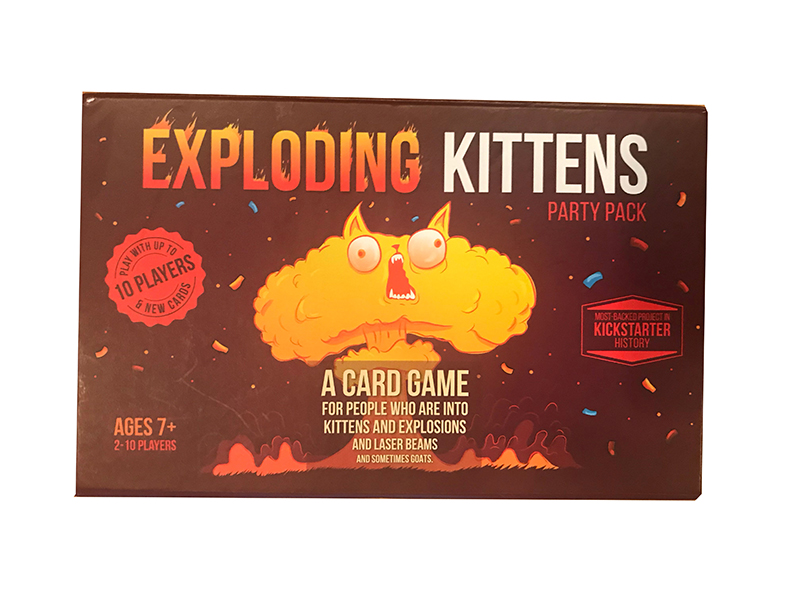 EXPLODING KITTENS
PARTY PACK
PLAY WITH UP TO
10 PLAYERS
& NEW CARDS
MOST-BACKED PROJECT IN
KICKSTARTER
HISTORY
A CARD GAME
FOR PEOPLE WHO ARE INTO
KITTENS AND EXPLOSIONS
AND LASER BEAMS
AND SOMETIMES GOATS.
AGES 7+
2-10 PLAYERS